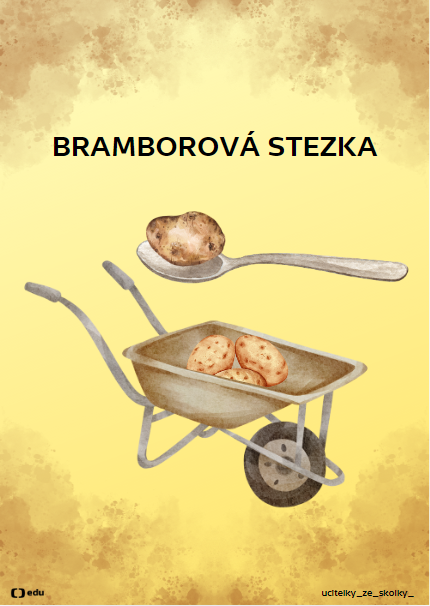 BRAMBOROVÁ STEZKA
edu
ucitelky_ze_skolky_